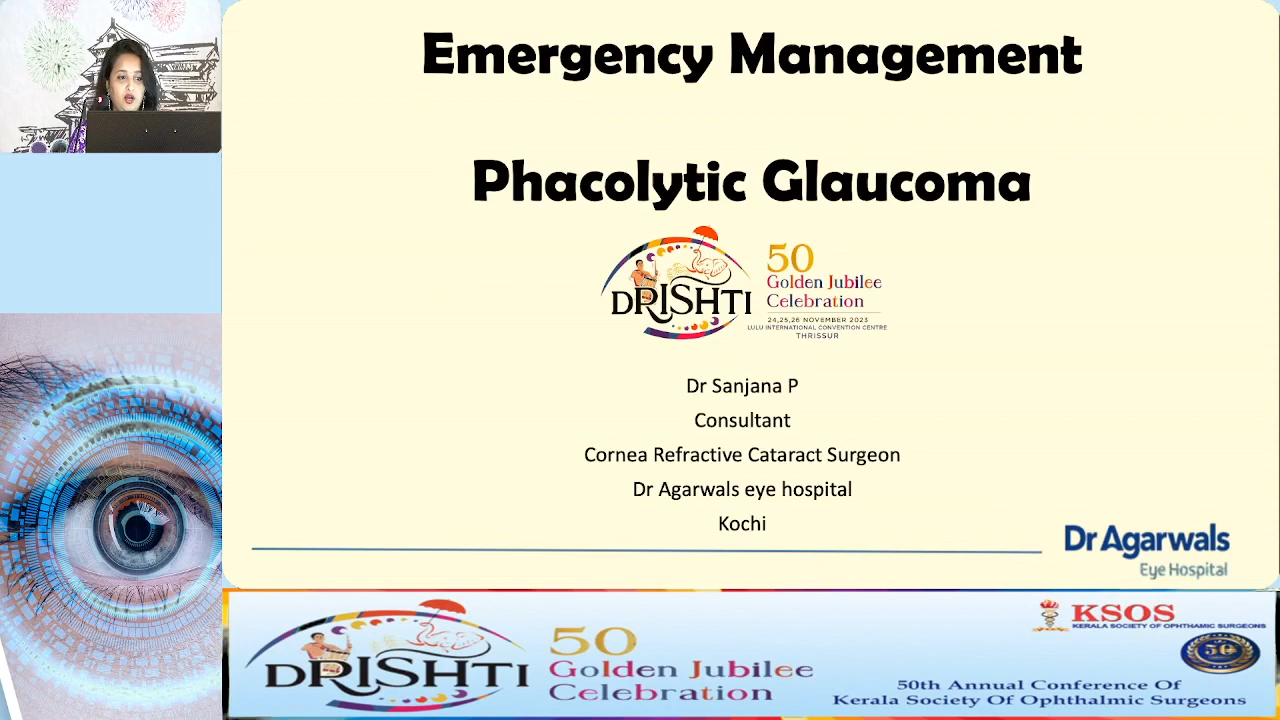 Emergency Management
Phacolytic Glaucoma
DRISHTI
50
Golden Jubilee
Celebration
24,25,26 NOVEMBER 2023
LULU INTERNATIONAL CONVENTION CENTRE
THRISSUR
Dr Sanjana P
Consultant
Cornea Refractive Cataract Surgeon
Dr Agarwals eye hospital
Kochi
Dr Agarwals
Eye Hospital
DRISHTI
50
Golden Jubilee
Celebration
KSOS
KERALA SOCIETY OF OPHTHAMIC SURGEONS
50
50th Annual Conference Of
Kerala Society Of Ophthalmic Surgeons